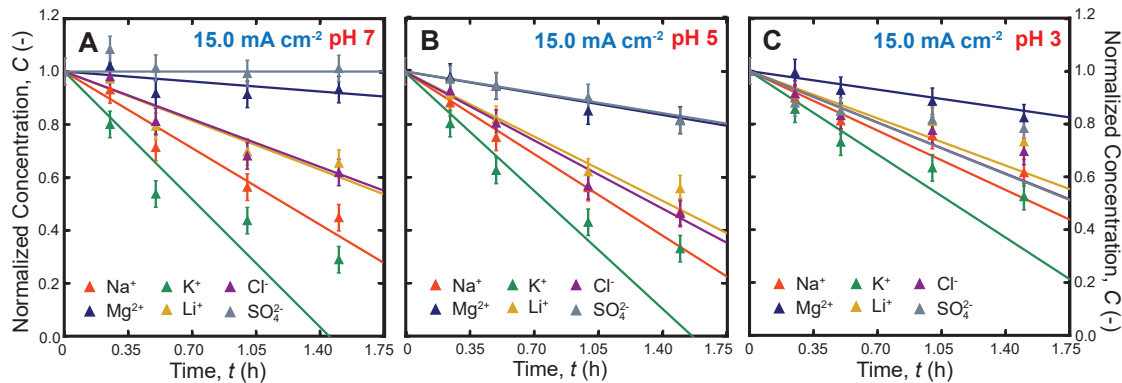 A
15.0 mA cm⁻² pH 7
Normalized Concentration, C (-)
1.0
0.8
0.6
0.4
0.2
0.0
Na⁺ K⁺ Cl⁻
Mg²⁺ Li⁺ SO₄²⁻
0 0.35 0.70 1.05 1.40 1.75
Time, t (h)
B
15.0 mA cm⁻² pH 5
Na⁺ K⁺ Cl⁻
Mg²⁺ Li⁺ SO₄²⁻
0 0.35 0.70 1.05 1.40 1.75
Time, t (h)
C
15.0 mA cm⁻² pH 3
Na⁺ K⁺ Cl⁻
Mg²⁺ Li⁺ SO₄²⁻
0 0.35 0.70 1.05 1.40 1.75
Time, t (h)
1.2
1.0
0.8
0.6
0.4
0.2
0.0
Normalized Concentration, C (-)
1.2